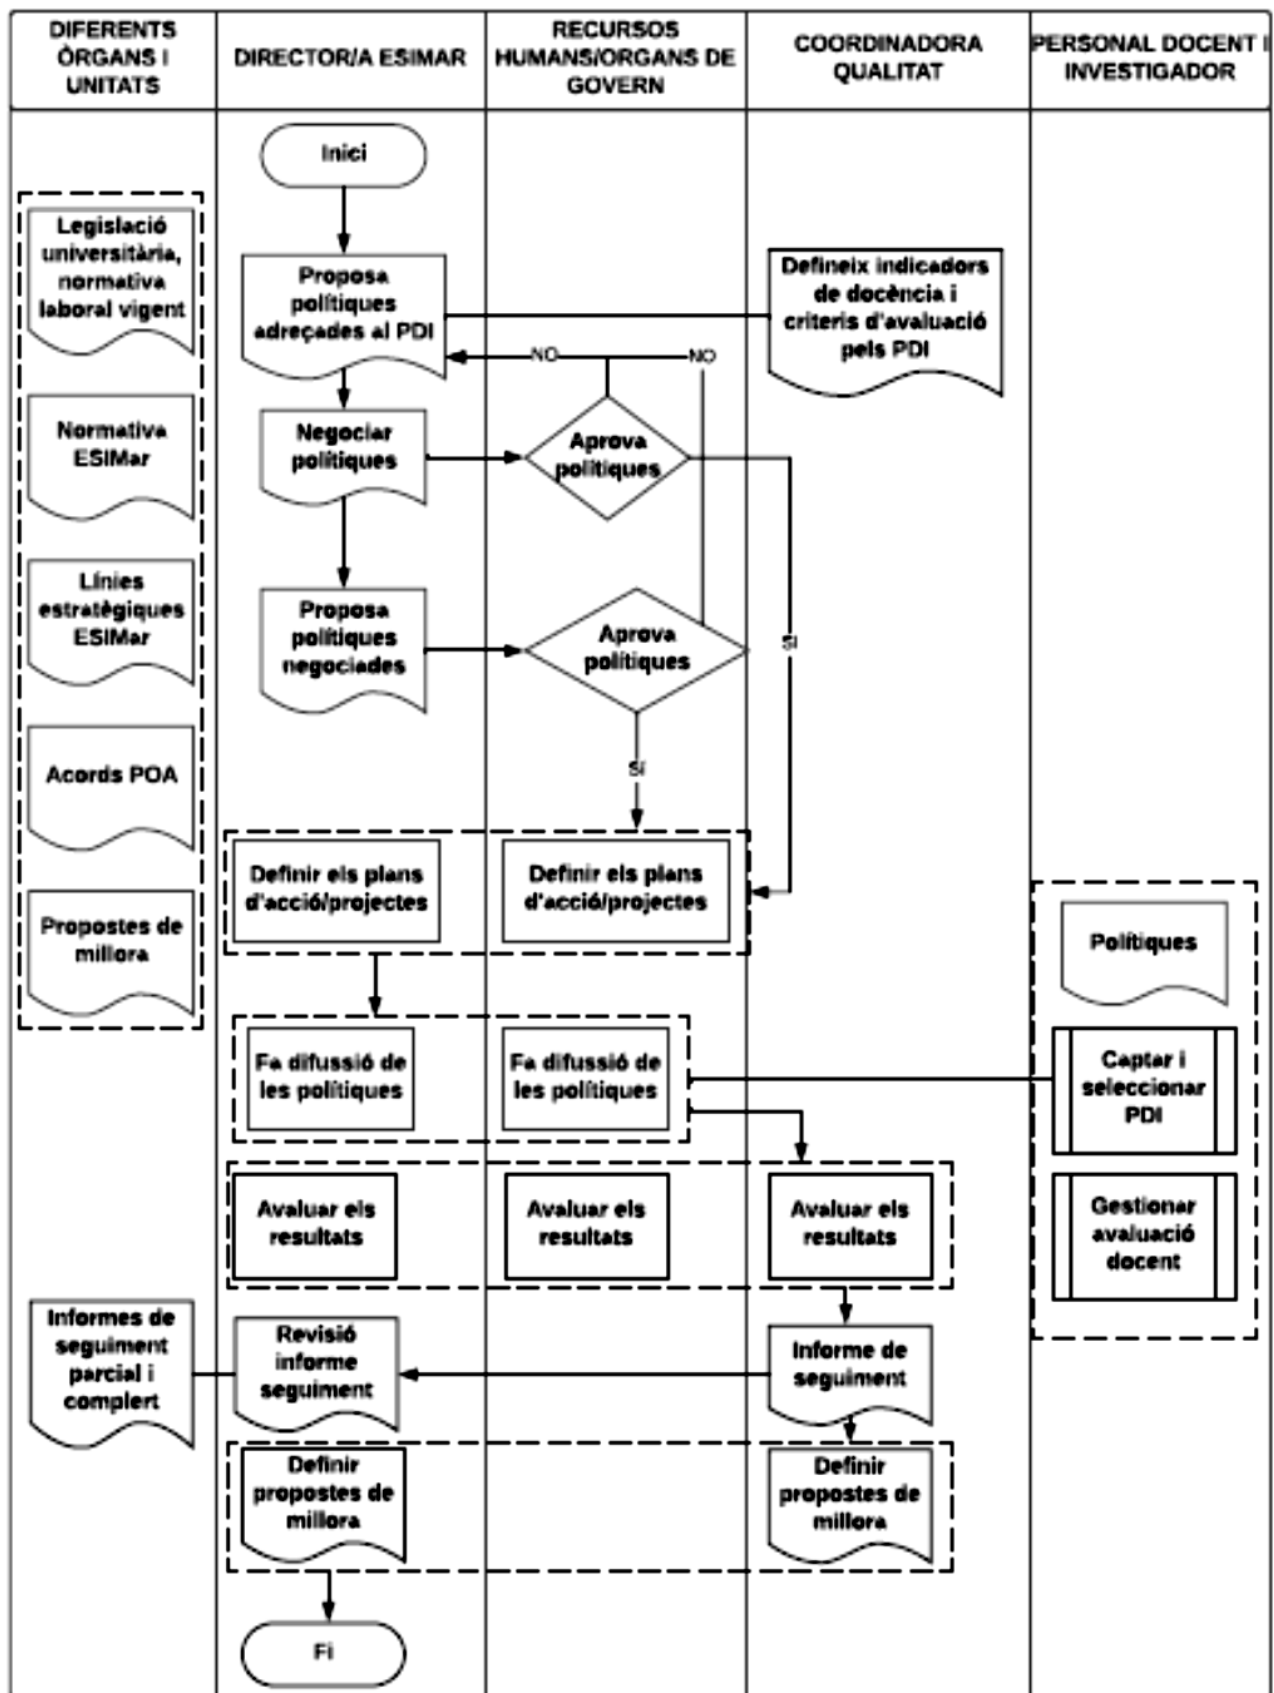 DIFERENTS
ÒRGANS I
UNITATS
DIRECTOR/A ESIMAR
RECURSOS
HUMANS/ORGANS DE
GOVERN
COORDINADORA
QUALITAT
PERSONAL DOCENT I
INVESTIGADOR
Inici
Legislació
universitària,
normativa
laboral vigent
Proposa
polítiques
adreçades al PDI
Defineix indicadors
de docència i
criteris d'avaluació
pels PDI
NO
NO
Normativa
ESIMar
Negociar
polítiques
Aprova
polítiques
Línies
estratègiques
ESIMar
Proposa
polítiques
negociades
Aprova
polítiques
SI
Acords POA
Sí
Definir els plans
d'acció/projectes
Definir els plans
d'acció/projectes
Propostes de
millora
Polítiques
Fa difussió de
les polítiques
Fa difussió de
les polítiques
Captar i
seleccionar
PDI
Avaluar els
resultats
Avaluar els
resultats
Avaluar els
resultats
Gestionar
avaluació
docent
Informes de
seguiment
parcial i
complert
Revisió
informe
seguiment
Informe de
seguiment
Definir
propostes de
millora
Definir
propostes de
millora
Fi